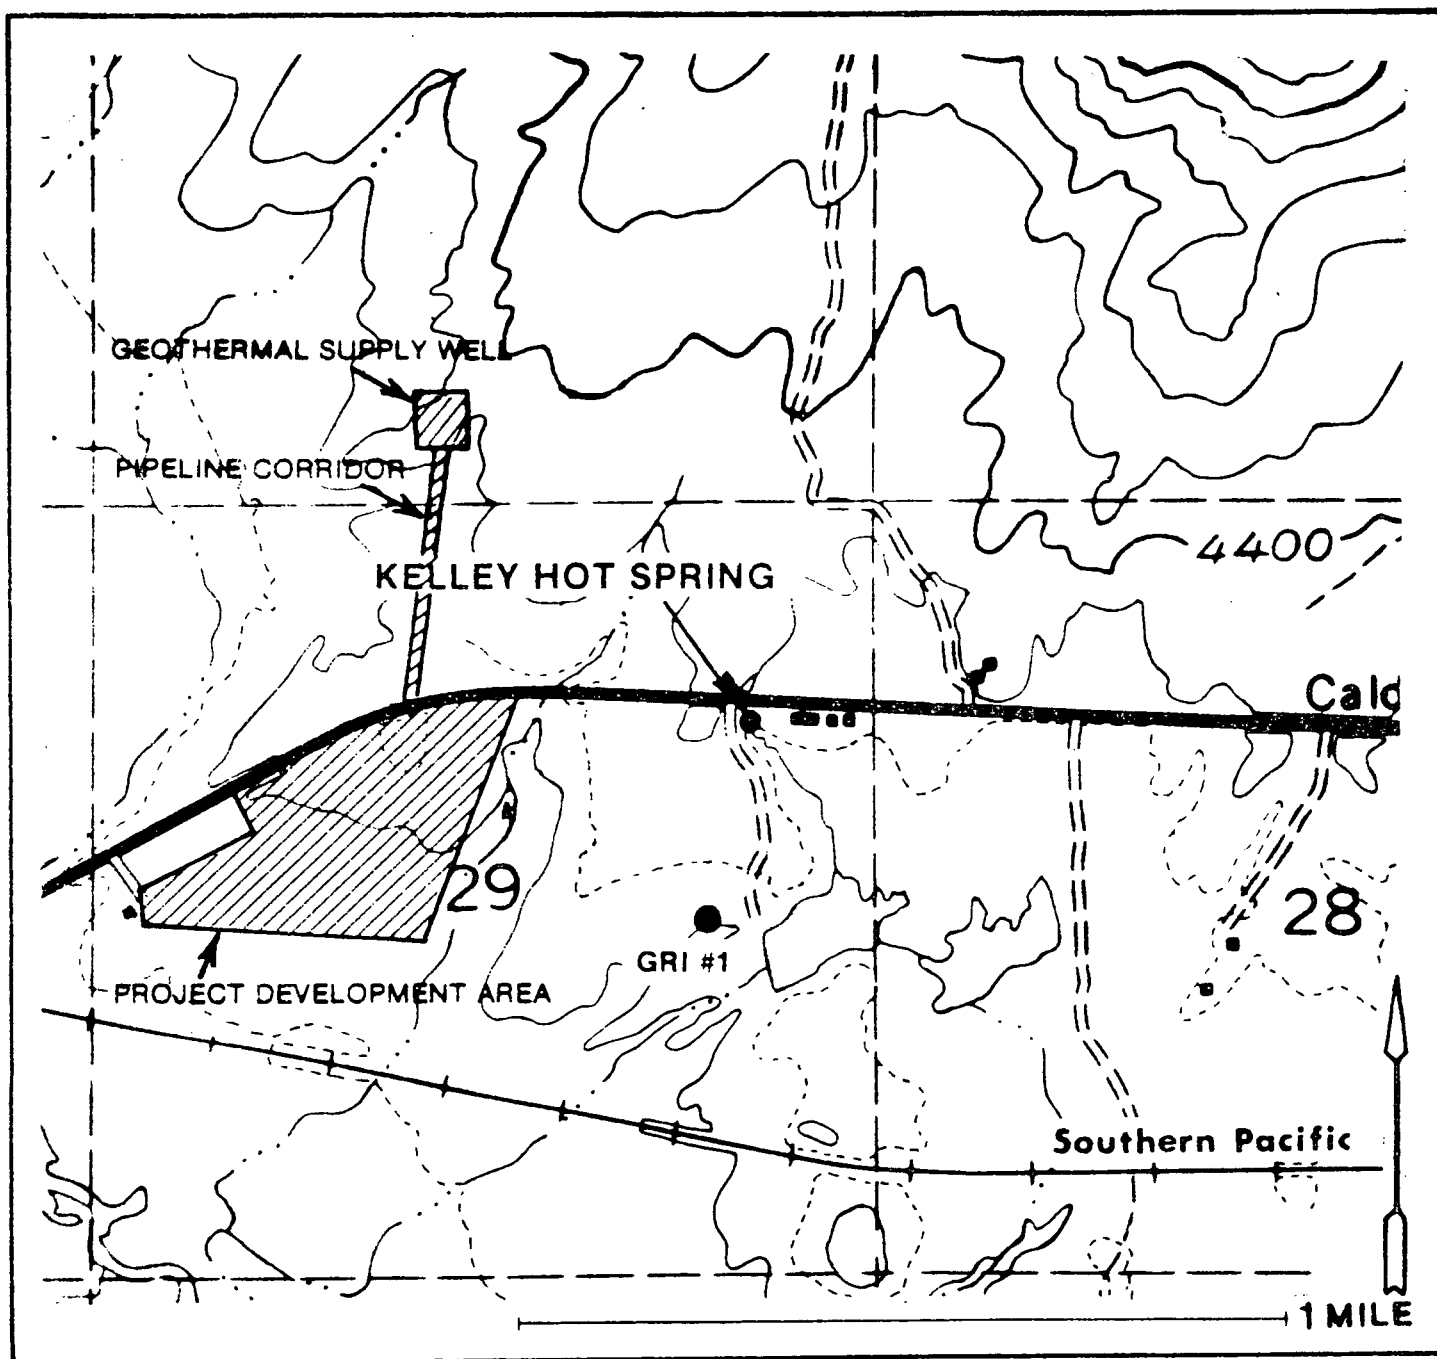 GEOTHERMAL SUPPLY WELL
PIPELINE CORRIDOR
4400
KELLEY HOT SPRING
Cald
29
28
GRI #1
PROJECT DEVELOPMENT AREA
Southern Pacific
1 MILE